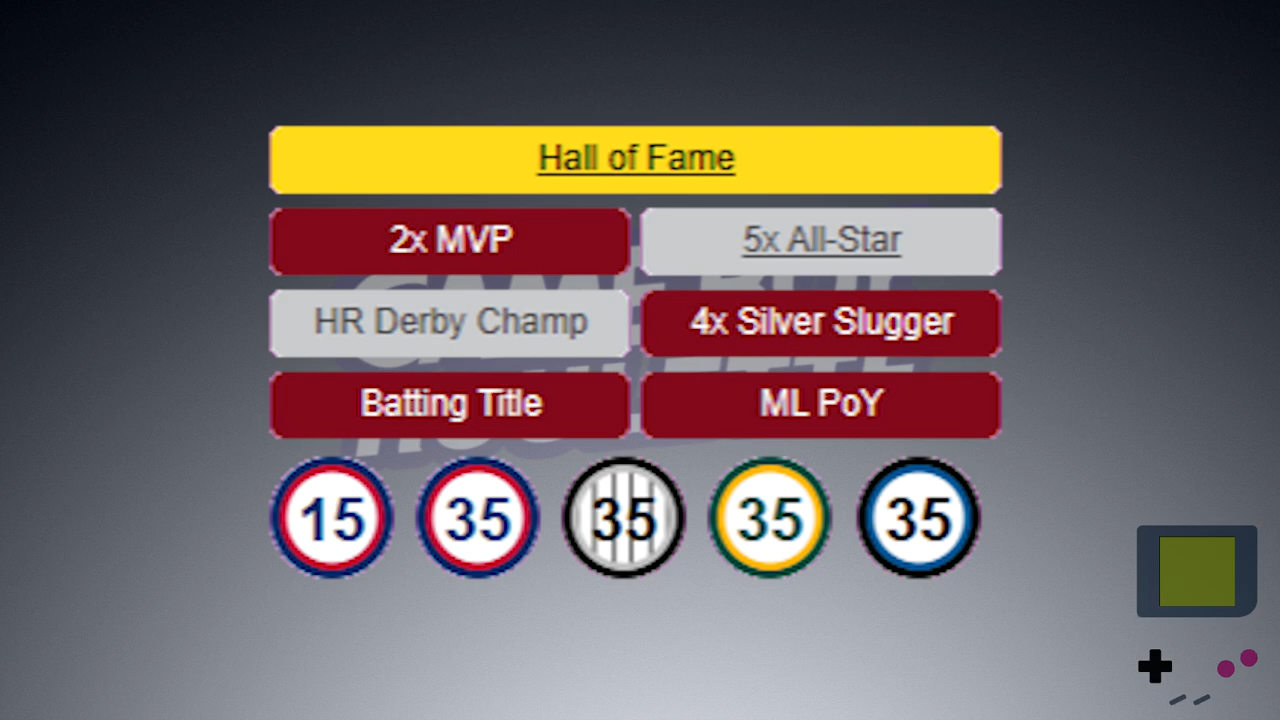 Hall of Fame
2x MVP 5x All-Star
HR Derby Champ 4x Silver Slugger
Batting Title ML PoY
15 35 35 35 35